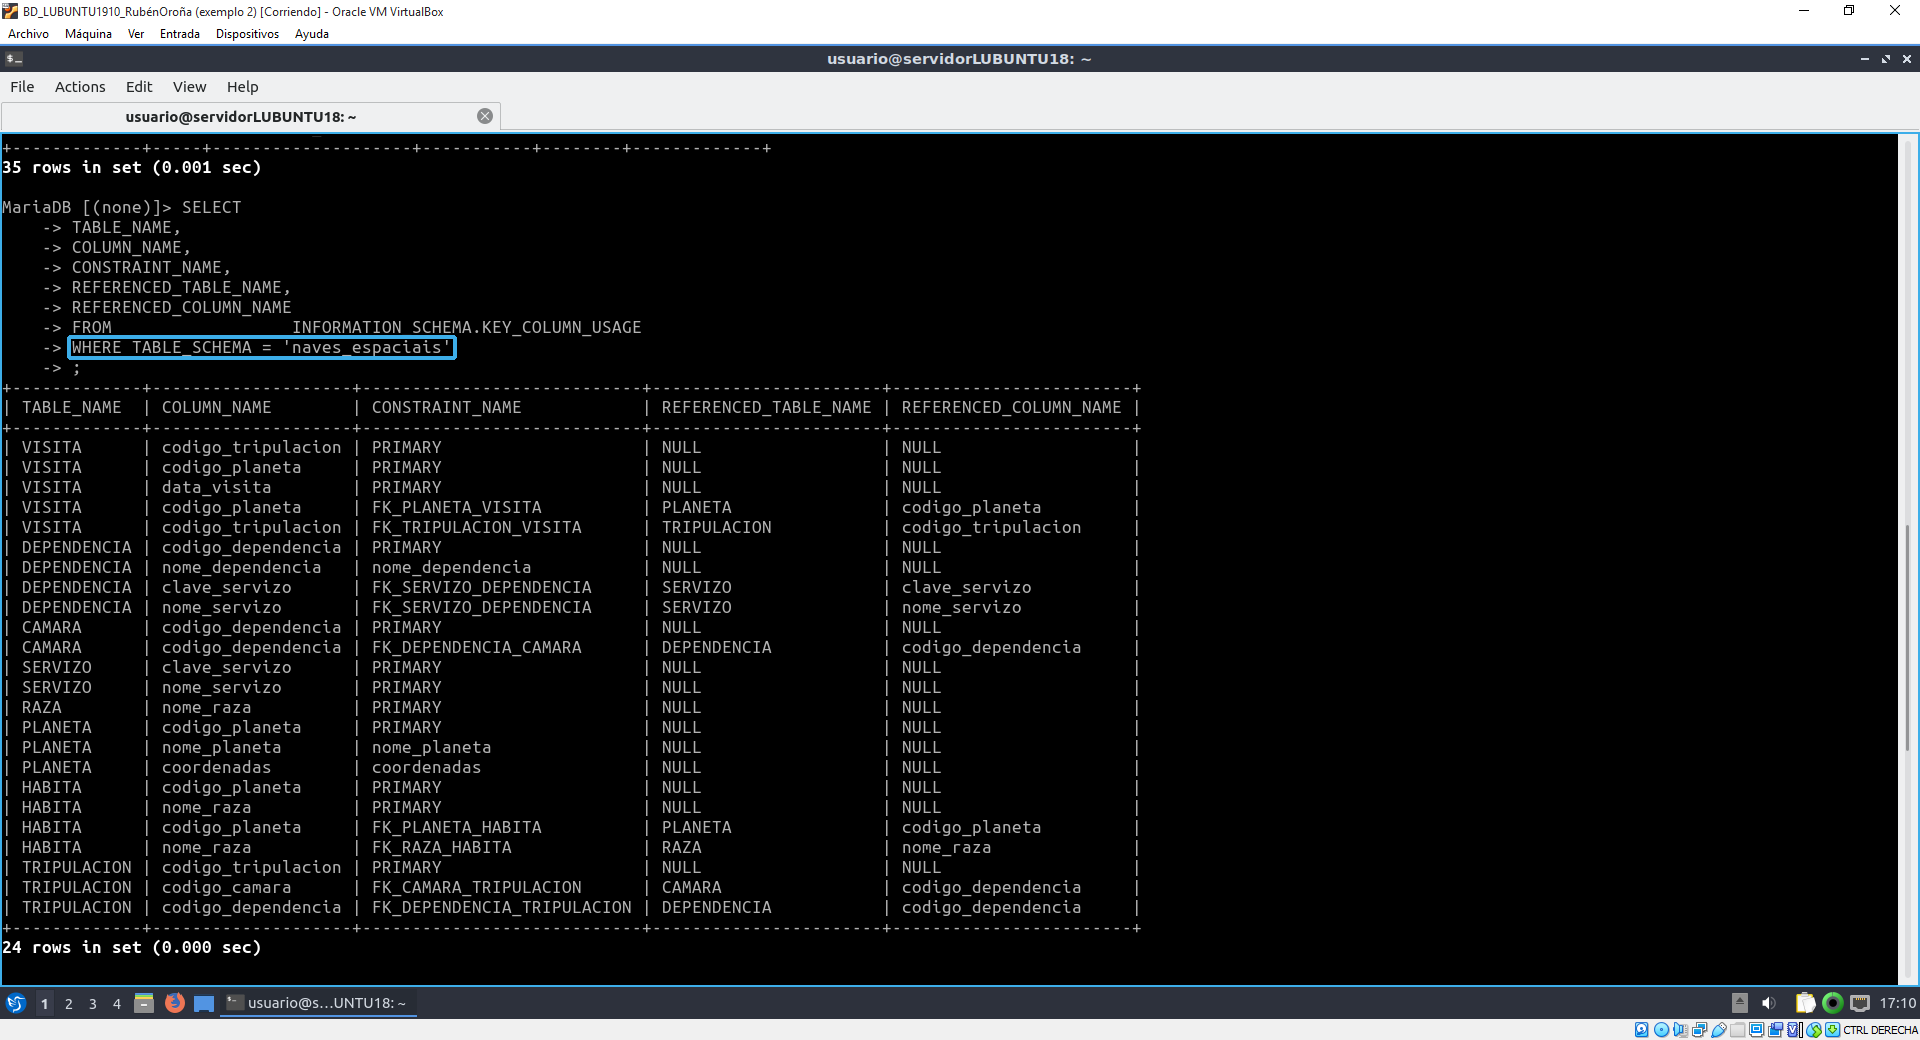 BD_LUBUNTU1910_RubénOroña (exemplo 2) [Corriendo] - Oracle VM VirtualBox
Archivo Máquina Ver Entrada Dispositivos Ayuda
usuario@servidorLUBUNTU18: ~
File Actions Edit View Help
usuario@servidorLUBUNTU18: ~
+-------------+-----+--------------------+-----------+--------+-------------+
35 rows in set (0.001 sec)
MariaDB [(none)]> SELECT
    -> TABLE_NAME,
    -> COLUMN_NAME,
    -> CONSTRAINT_NAME,
    -> REFERENCED_TABLE_NAME,
    -> REFERENCED_COLUMN_NAME
    -> FROM                  INFORMATION_SCHEMA.KEY_COLUMN_USAGE
    -> WHERE TABLE_SCHEMA = 'naves_espaciais'
    -> ;
+-------------+--------------------+----------------------------+-----------------------+------------------------+
| TABLE_NAME  | COLUMN_NAME        | CONSTRAINT_NAME            | REFERENCED_TABLE_NAME | REFERENCED_COLUMN_NAME |
+-------------+--------------------+----------------------------+-----------------------+------------------------+
| VISITA      | codigo_tripulacion | PRIMARY                    | NULL                  | NULL                   |
| VISITA      | codigo_planeta     | PRIMARY                    | NULL                  | NULL                   |
| VISITA      | data_visita        | PRIMARY                    | NULL                  | NULL                   |
| VISITA      | codigo_planeta     | FK_PLANETA_VISITA          | PLANETA               | codigo_planeta         |
| VISITA      | codigo_tripulacion | FK_TRIPULACION_VISITA      | TRIPULACION           | codigo_tripulacion     |
| DEPENDENCIA | codigo_dependencia | PRIMARY                    | NULL                  | NULL                   |
| DEPENDENCIA | nome_dependencia   | nome_dependencia           | NULL                  | NULL                   |
| DEPENDENCIA | clave_servizo      | FK_SERVIZO_DEPENDENCIA     | SERVIZO               | clave_servizo          |
| DEPENDENCIA | nome_servizo       | FK_SERVIZO_DEPENDENCIA     | SERVIZO               | nome_servizo           |
| CAMARA      | codigo_dependencia | PRIMARY                    | NULL                  | NULL                   |
| CAMARA      | codigo_dependencia | FK_DEPENDENCIA_CAMARA      | DEPENDENCIA           | codigo_dependencia     |
| SERVIZO     | clave_servizo      | PRIMARY                    | NULL                  | NULL                   |
| SERVIZO     | nome_servizo       | PRIMARY                    | NULL                  | NULL                   |
| RAZA        | nome_raza          | PRIMARY                    | NULL                  | NULL                   |
| PLANETA     | codigo_planeta     | PRIMARY                    | NULL                  | NULL                   |
| PLANETA     | nome_planeta       | nome_planeta               | NULL                  | NULL                   |
| PLANETA     | coordenadas        | coordenadas                | NULL                  | NULL                   |
| HABITA      | codigo_planeta     | PRIMARY                    | NULL                  | NULL                   |
| HABITA      | nome_raza          | PRIMARY                    | NULL                  | NULL                   |
| HABITA      | codigo_planeta     | FK_PLANETA_HABITA          | PLANETA               | codigo_planeta         |
| HABITA      | nome_raza          | FK_RAZA_HABITA             | RAZA                  | nome_raza              |
| TRIPULACION | codigo_tripulacion | PRIMARY                    | NULL                  | NULL                   |
| TRIPULACION | codigo_camara      | FK_CAMARA_TRIPULACION      | CAMARA                | codigo_dependencia     |
| TRIPULACION | codigo_dependencia | FK_DEPENDENCIA_TRIPULACION | DEPENDENCIA           | codigo_dependencia     |
+-------------+--------------------+----------------------------+-----------------------+------------------------+
24 rows in set (0.000 sec)
1 2 3 4 usuario@s...UNTU18: ~ 17:10
CTRL DERECHA